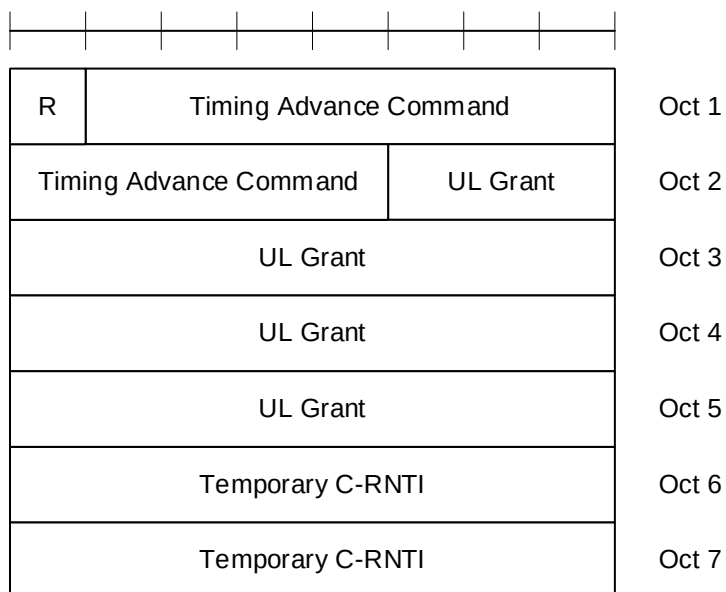 R Timing Advance Command Oct 1
Timing Advance Command UL Grant Oct 2
UL Grant Oct 3
UL Grant Oct 4
UL Grant Oct 5
Temporary C-RNTI Oct 6
Temporary C-RNTI Oct 7